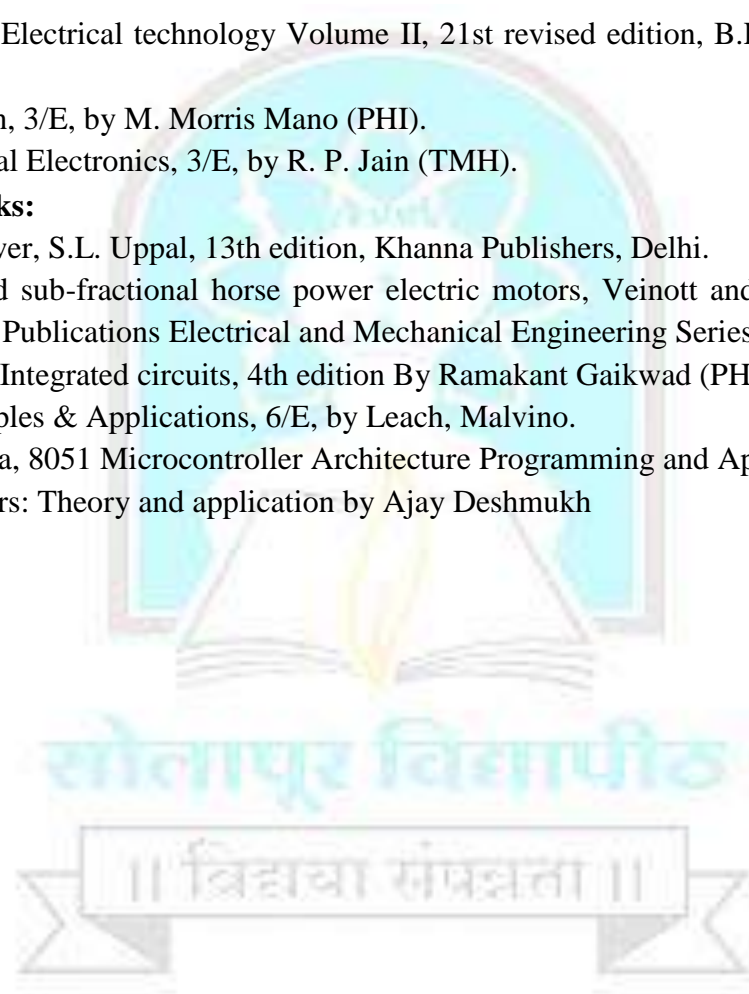 Electrical technology Volume II, 21st revised edition, B.L
n, 3/E, by M. Morris Mano (PHI).
al Electronics, 3/E, by R. P. Jain (TMH).
ks:
ver, S.L. Uppal, 13th edition, Khanna Publishers, Delhi.
d sub-fractional horse power electric motors, Veinott and
Publications Electrical and Mechanical Engineering Series
Integrated circuits, 4th edition By Ramakant Gaikwad (PH
ples & Applications, 6/E, by Leach, Malvino.
a, 8051 Microcontroller Architecture Programming and Ap
rs: Theory and application by Ajay Deshmukh
सोलापूर विद्यापीठ
|| विद्यया संपन्नता ||